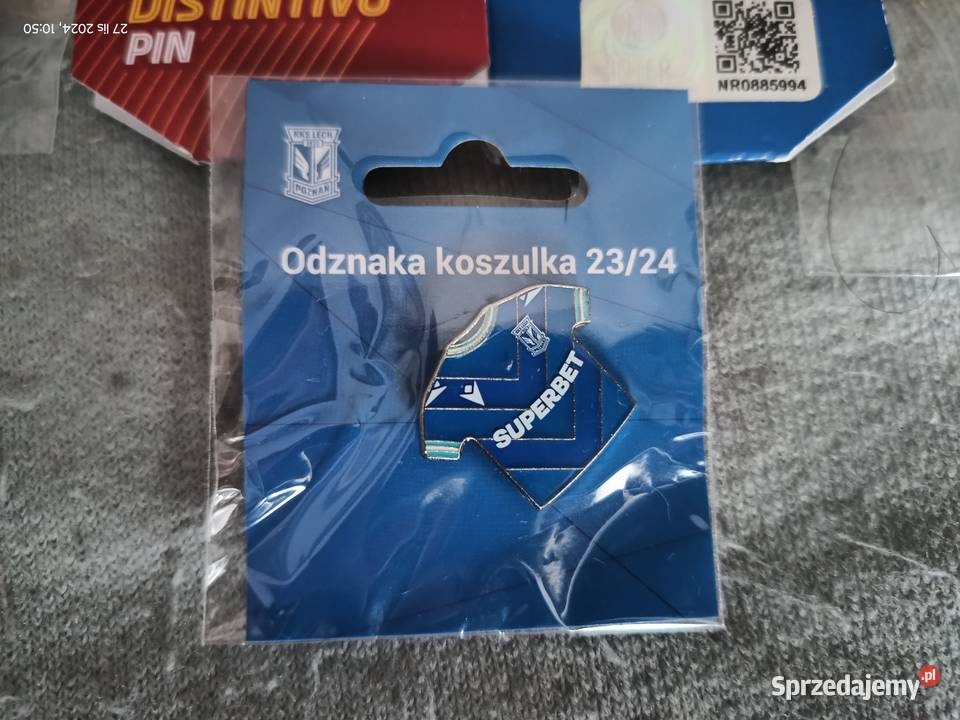 27 lis 2024, 10:50
DISTINTIVO
PIN
NR0885994
KKS LECH
POZNAŃ
Odznaka koszulka 23/24
SUPERBET
Sprzedajemy.pl